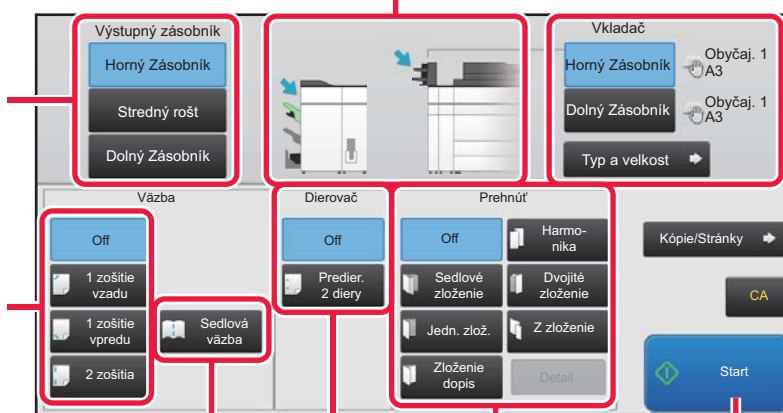 Výstupný zásobník
Horný Zásobník
Stredný rošt
Dolný Zásobník
Vkladač
Horný Zásobník
Obyčaj. 1
A3
Dolný Zásobník
Obyčaj. 1
A3
Typ a velkost
Väzba
Off
1 zošitie
vzadu
1 zošitie
vpredu
2 zošitia
Sedlová
väzba
Dierovač
Off
Predier.
2 diery
Prehnúť
Off
Harmo-
nika
Sedlové
zloženie
Dvojité
zloženie
Jedn. zlož.
Z zloženie
Zloženie
dopis
Detail
Kópie/Stránky
CA
Start